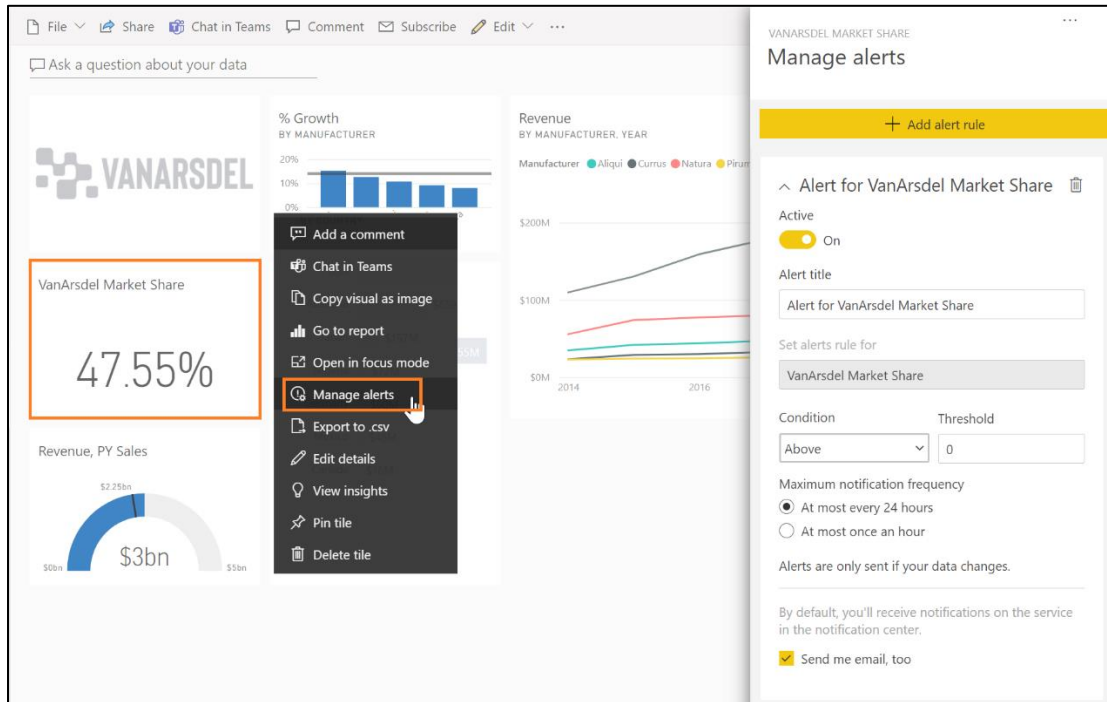 File Share Chat in Teams Comment Subscribe Edit ...
Ask a question about your data
VANARSDEL
% Growth
BY MANUFACTURER
20%
10%
0%
Revenue
BY MANUFACTURER, YEAR
Manufacturer Aliqui Currus Natura Pirum
$200M
$100M
$0M
2014 2016
VanArsdel Market Share
47.55%
Revenue, PY Sales
$2.25bn
$3bn
$0bn
$5bn
Add a comment
Chat in Teams
Copy visual as image
Go to report
Open in focus mode
Manage alerts
Export to .csv
Edit details
View insights
Pin tile
Delete tile
VANARSDEL MARKET SHARE
Manage alerts
+ Add alert rule
Alert for VanArsdel Market Share
Active
On
Alert title
Alert for VanArsdel Market Share
Set alerts rule for
VanArsdel Market Share
Condition Threshold
Above 0
Maximum notification frequency
At most every 24 hours
At most once an hour
Alerts are only sent if your data changes.
By default, you'll receive notifications on the service
in the notification center.
Send me email, too